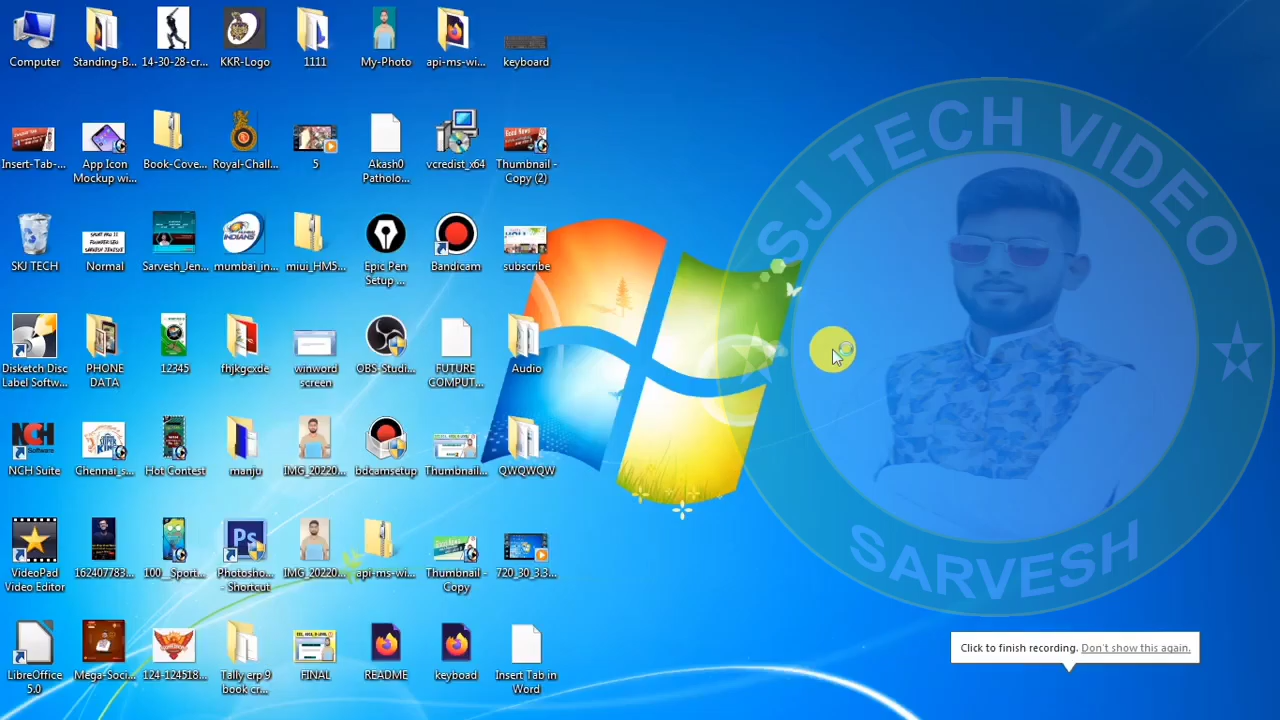 Computer
Standing-B...
14-30-28-cr...
KKR-Logo
1111
My-Photo
api-ms-wi...
keyboard
Insert-Tab-...
App Icon
Mockup wi...
Book-Cove...
Royal-Chall...
5
Akash0
Patholo...
vcredist_x64
Thumbnail -
Copy (2)
SKJ TECH
Normal
Sarvesh_Jen...
mumbai_in...
miui_HM5...
Epic Pen
Setup ...
Bandicam
subscribe
Disketch Disc
Label Softw...
PHONE
DATA
12345
fhjkgcxde
winword
screen
OBS-Studi...
FUTURE
COMPUT...
Audio
NCH
NCH Suite
Chennai_s...
Hot Contest
manju
IMG_20220...
bdcamsetup
Thumbnail...
QWQWQW
VideoPad
Video Editor
162407783...
100__Sport...
Ps
Photosho...
- Shortcut
IMG_20220...
api-ms-wi...
Thumbnail -
Copy
720_30_3.3...
LibreOffice
5.0
Mega-Soci...
124-124518...
Tally erp.9
book cr...
FINAL
README
keyboad
Insert Tab in
Word
SJ TECH VIDEO
SARVESH
Click to finish recording. Don't show this again.